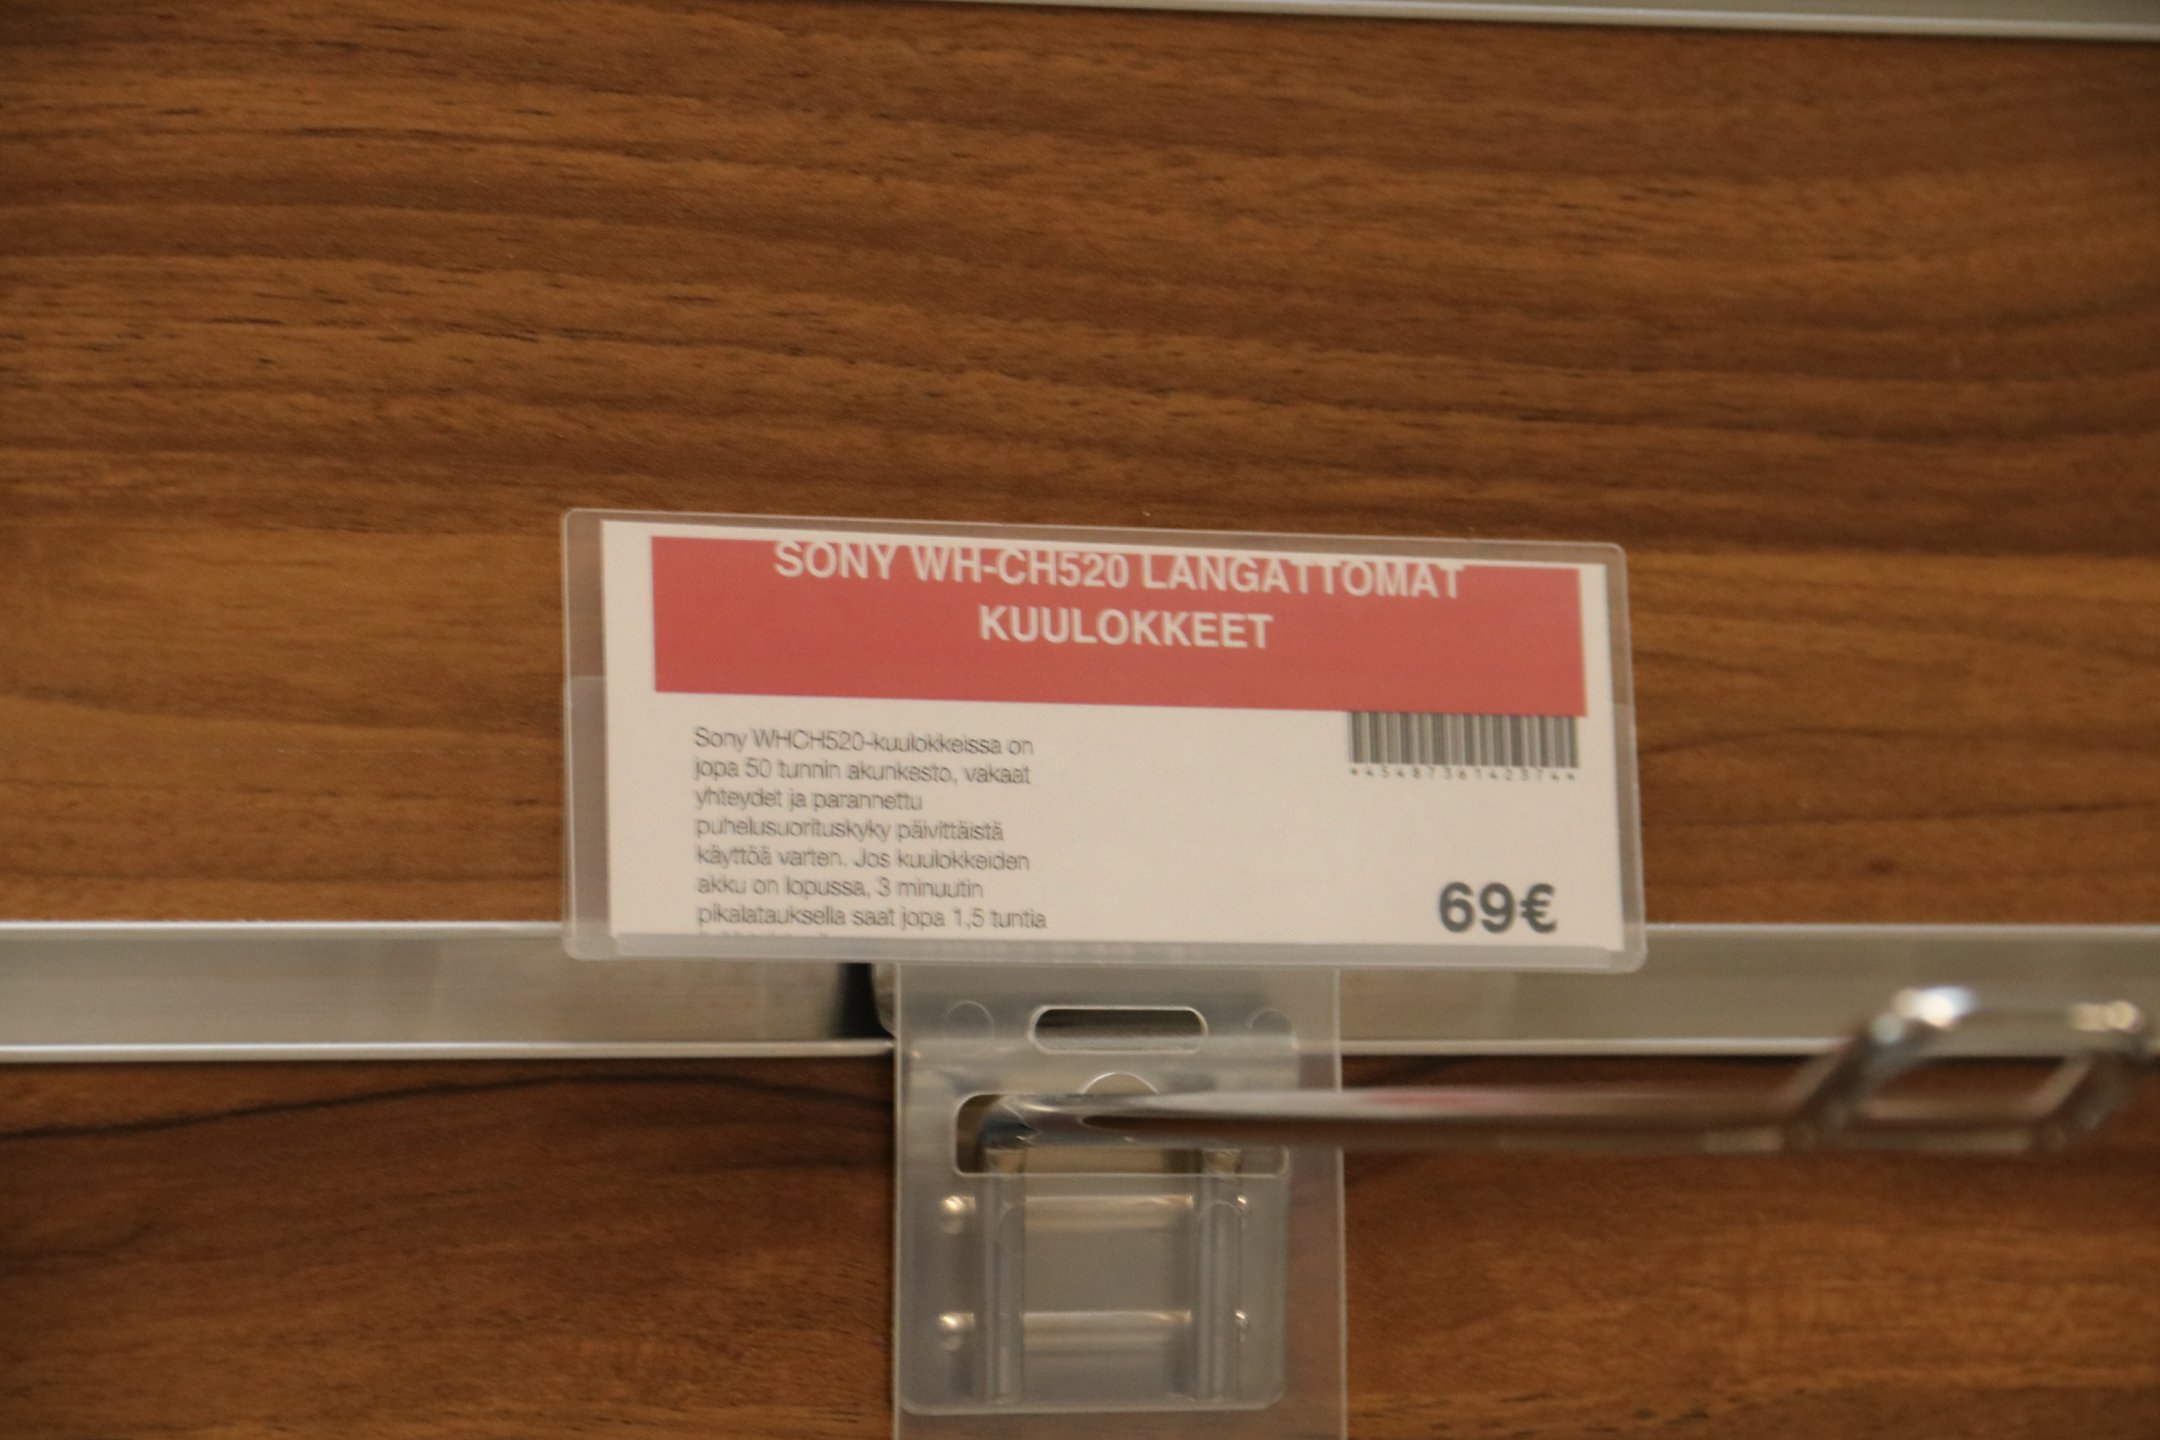 SONY WH-CH520 LANGATTOMAT
KUULOKKEET
Sony WHCH520-kuulokkeissa on
jopa 50 tunnin akunkesto, vakaat
yhteydet ja parannettu
puhelusuorituskyky päivittäistä
käyttöä varten. Jos kuulokkeiden
akku on lopussa, 3 minuutin
pikalatauksella saat jopa 1,5 tuntia
*4548736142374*
69€